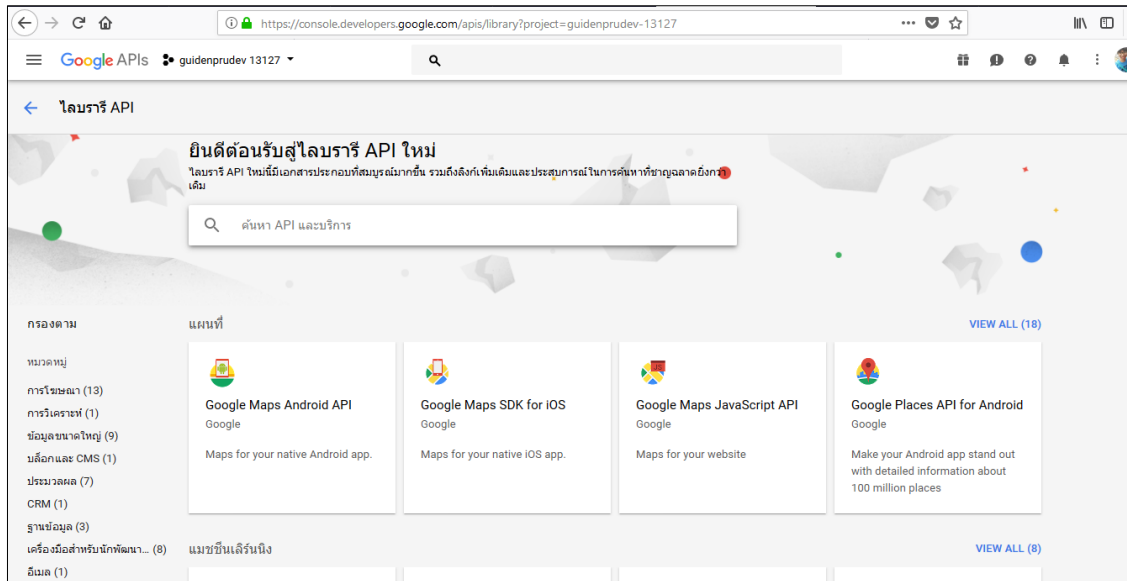 https://console.developers.google.com/apis/library?project=guidenprudev-13127
Google APIs guidenprudev 13127
ไลบรารี API
ยินดีต้อนรับสู่ไลบรารี API ใหม่
ไลบรารี API ใหม่นี้มีเอกสารประกอบที่สมบูรณ์มากขึ้น รวมถึงลิงก์เพิ่มเติมและประสบการณ์ในการค้นหาที่ชาญฉลาดยิ่งกว่า
เดิม
ค้นหา API และบริการ
กรองตาม
หมวดหมู่
การโฆษณา (13)
การวิเคราะห์ (1)
ข้อมูลขนาดใหญ่ (9)
บล็อกและ CMS (1)
ประมวลผล (7)
CRM (1)
ฐานข้อมูล (3)
เครื่องมือสำหรับนักพัฒนา... (8)
อีเมล (1)
แผนที่
VIEW ALL (18)
Google Maps Android API
Google
Maps for your native Android app.
Google Maps SDK for iOS
Google
Maps for your native iOS app.
JS
Google Maps JavaScript API
Google
Maps for your website
Google Places API for Android
Google
Make your Android app stand out
with detailed information about
100 million places
แมชชีนเลิร์นนิง
VIEW ALL (8)